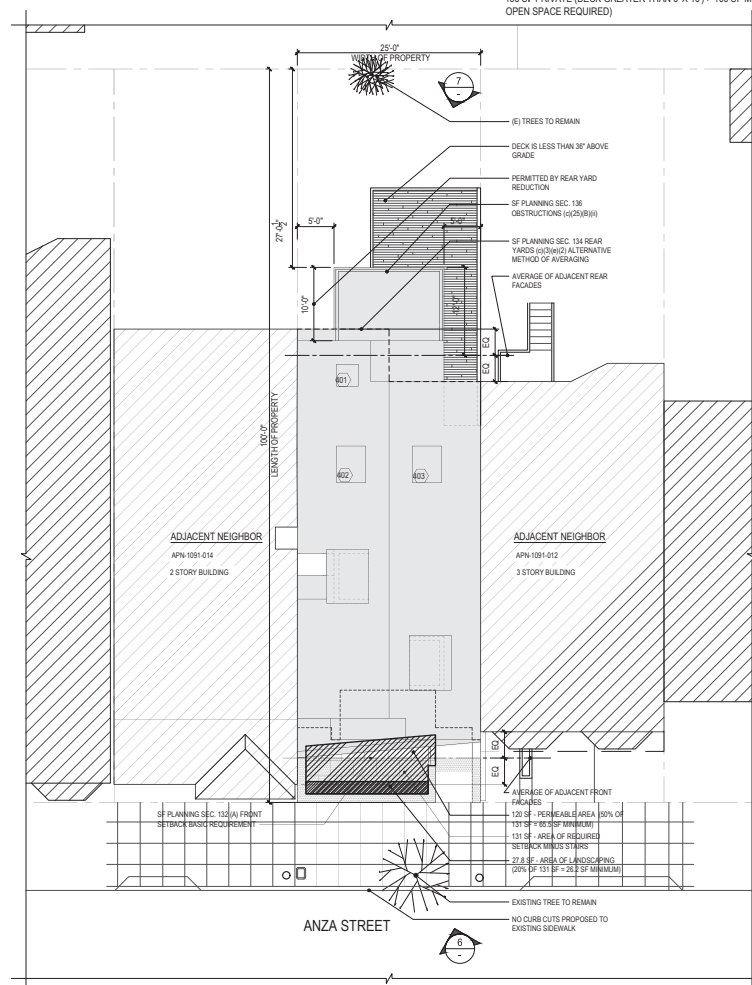 OPEN SPACE REQUIRED)
25'-0"
WIDTH OF PROPERTY
7
-
(E) TREES TO REMAIN
DECK IS LESS THAN 36" ABOVE
GRADE
PERMITTED BY REAR YARD
REDUCTION
SF PLANNING SEC. 136
OBSTRUCTIONS (c)(25)(B)(ii)
5'-0"
5'-0"
27'-0 1/2"
SF PLANNING SEC. 134 REAR
YARDS (c)(3)(e)(2) ALTERNATIVE
METHOD OF AVERAGING
AVERAGE OF ADJACENT REAR
FACADES
10'-0"
12'-0"
EQ
EQ
401
402
403
100'-0"
LENGTH OF PROPERTY
ADJACENT NEIGHBOR
APN-1091-014
2 STORY BUILDING
ADJACENT NEIGHBOR
APN-1091-012
3 STORY BUILDING
EQ
EQ
AVERAGE OF ADJACENT FRONT
FACADES
SF PLANNING SEC. 132 (A) FRONT
SETBACK BASIC REQUIREMENT
120 SF - PERMEABLE AREA (50% OF
131 SF = 65.5 SF MINIMUM)
131 SF - AREA OF REQUIRED
SETBACK MINUS STAIRS
27.8 SF - AREA OF LANDSCAPING
(20% OF 131 SF = 26.2 SF MINIMUM)
EXISTING TREE TO REMAIN
ANZA STREET
NO CURB CUTS PROPOSED TO
EXISTING SIDEWALK
6
-